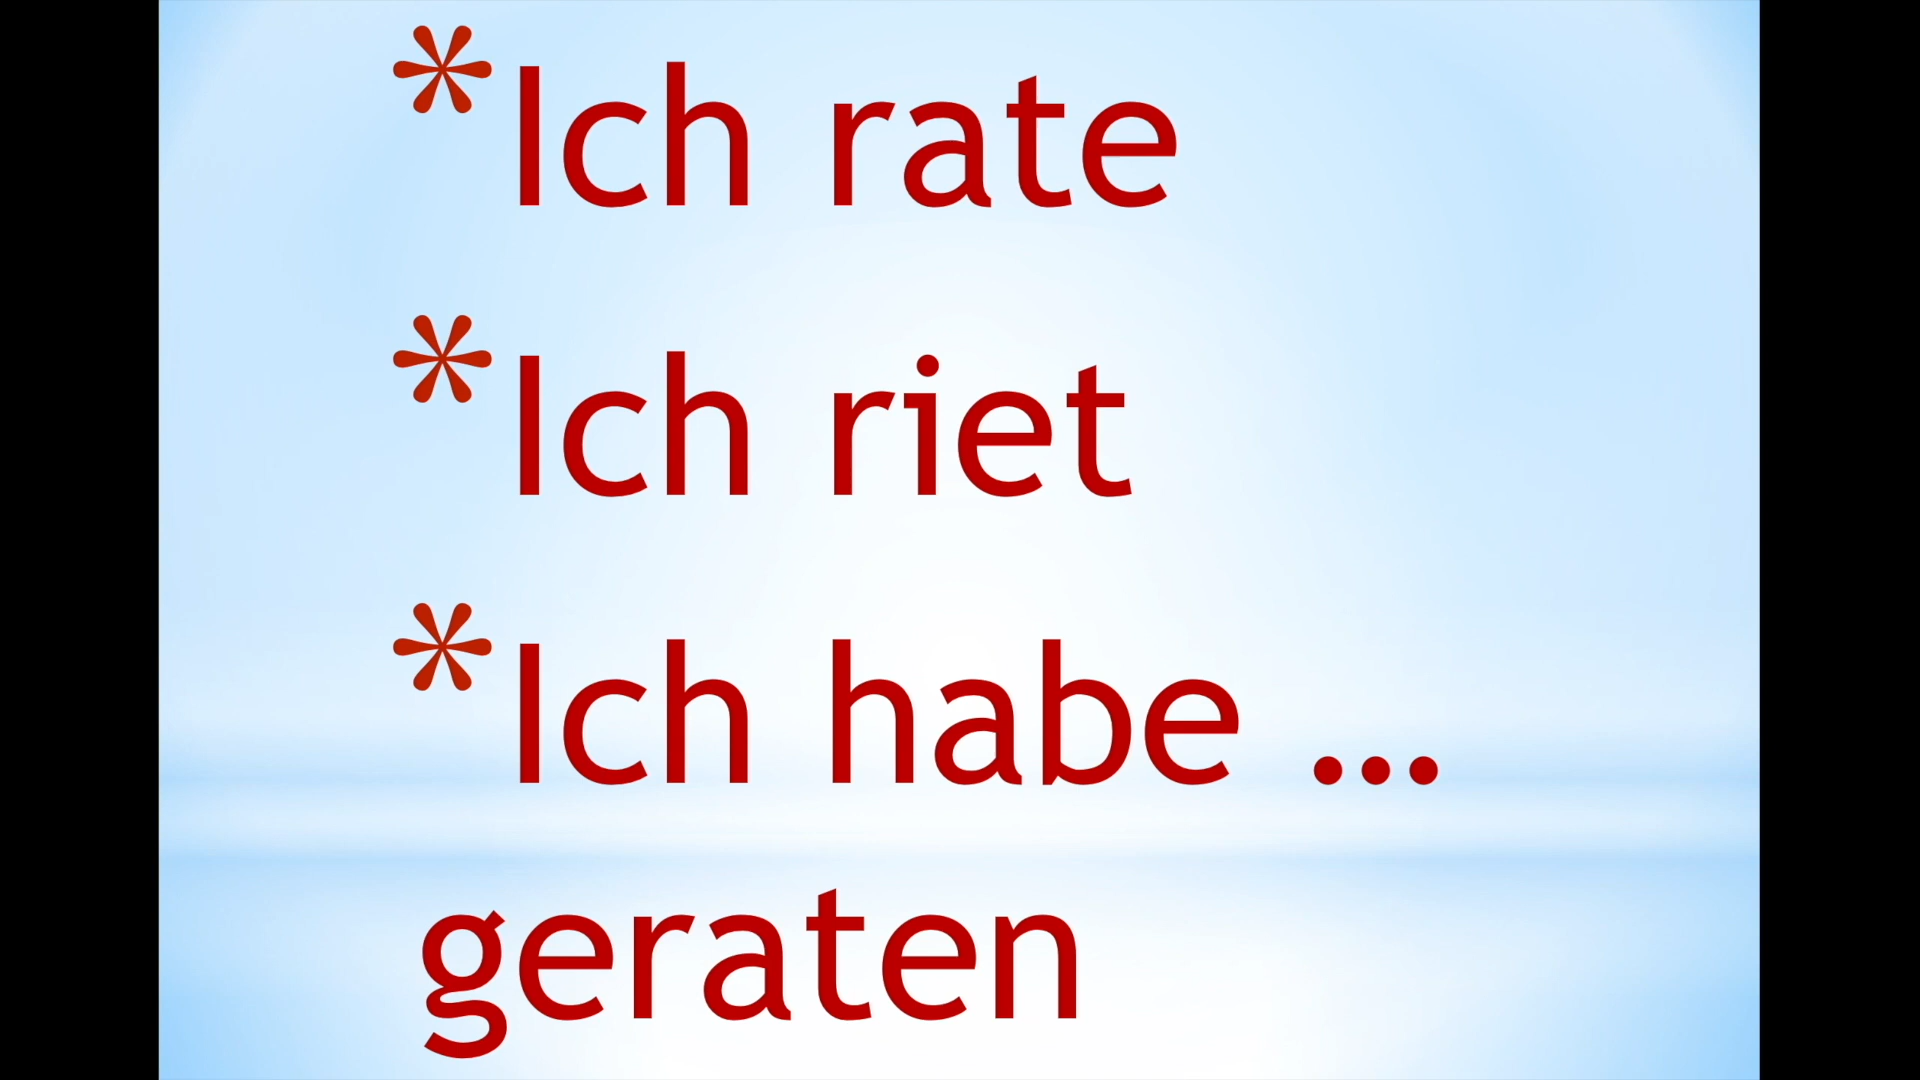 *Ich rate
*Ich riet
*Ich habe ...
geraten